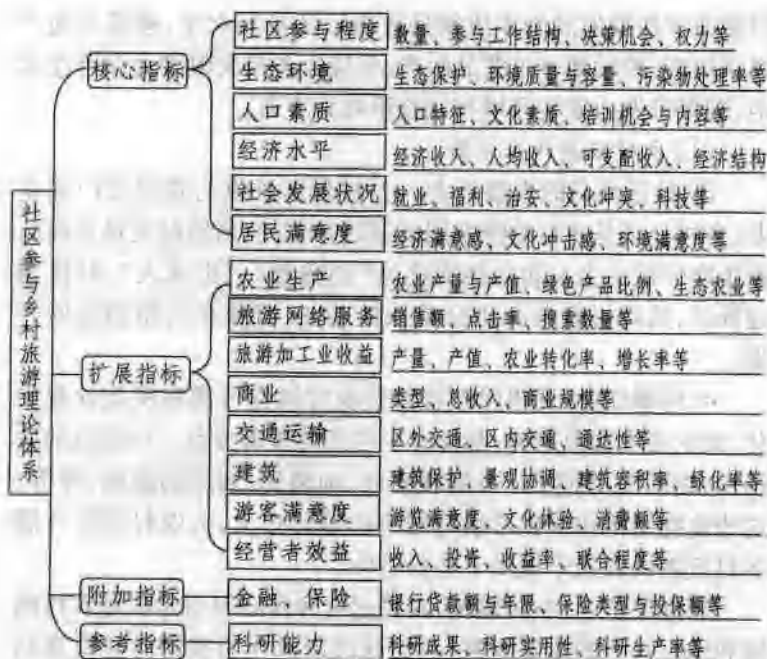 社区参与乡村旅游理论体系
核心指标
社区参与程度 数量、参与工作结构、决策机会、权力等
生态环境 生态保护、环境质量与容量、污染物处理率等
人口素质 人口特征、文化素质、培训机会与内容等
经济水平 经济收入、人均收入、可支配收入、经济结构
社会发展状况 就业、福利、治安、文化冲突、科技等
居民满意度 经济满意感、文化冲击感、环境满意度等
扩展指标
农业生产 农业产量与产值、绿色产品比例、生态农业等
旅游网络服务 销售额、点击率、搜索数量等
旅游加工业收益 产量、产值、农业转化率、增长率等
商业 类型、总收入、商业规模等
交通运输 区外交通、区内交通、通达性等
建筑 建筑保护、景观协调、建筑容积率、绿化率等
游客满意度 游览满意度、文化体验、消费额等
经营者效益 收入、投资、收益率、联合程度等
附加指标
金融、保险 银行贷款额与年限、保险类型与投保额等
参考指标
科研能力 科研成果、科研实用性、科研生产率等